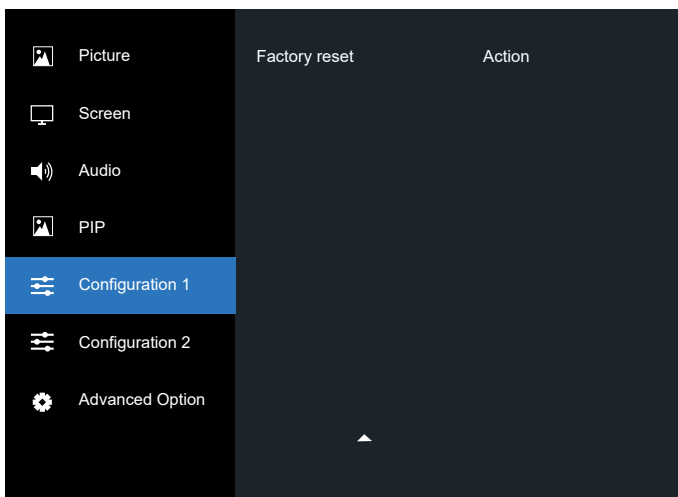 Picture
Factory reset Action
Screen
Audio
PIP
Configuration 1
Configuration 2
Advanced Option